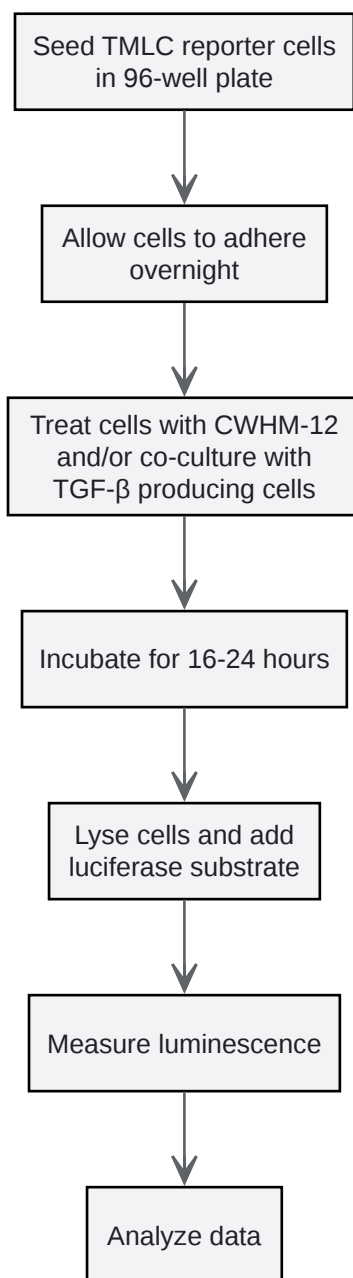 Seed TMLC reporter cells
in 96-well plate
Allow cells to adhere
overnight
Treat cells with CWHM-12
and/or co-culture with
TGF-β producing cells
Incubate for 16-24 hours
Lyse cells and add
luciferase substrate
Measure luminescence
Analyze data